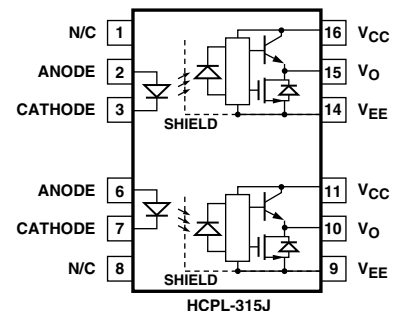 N/C 1 16 VCC
ANODE 2 15 VO
CATHODE 3 14 VEE
SHIELD
ANODE 6 11 VCC
CATHODE 7 10 VO
N/C 8 9 VEE
SHIELD
HCPL-315J